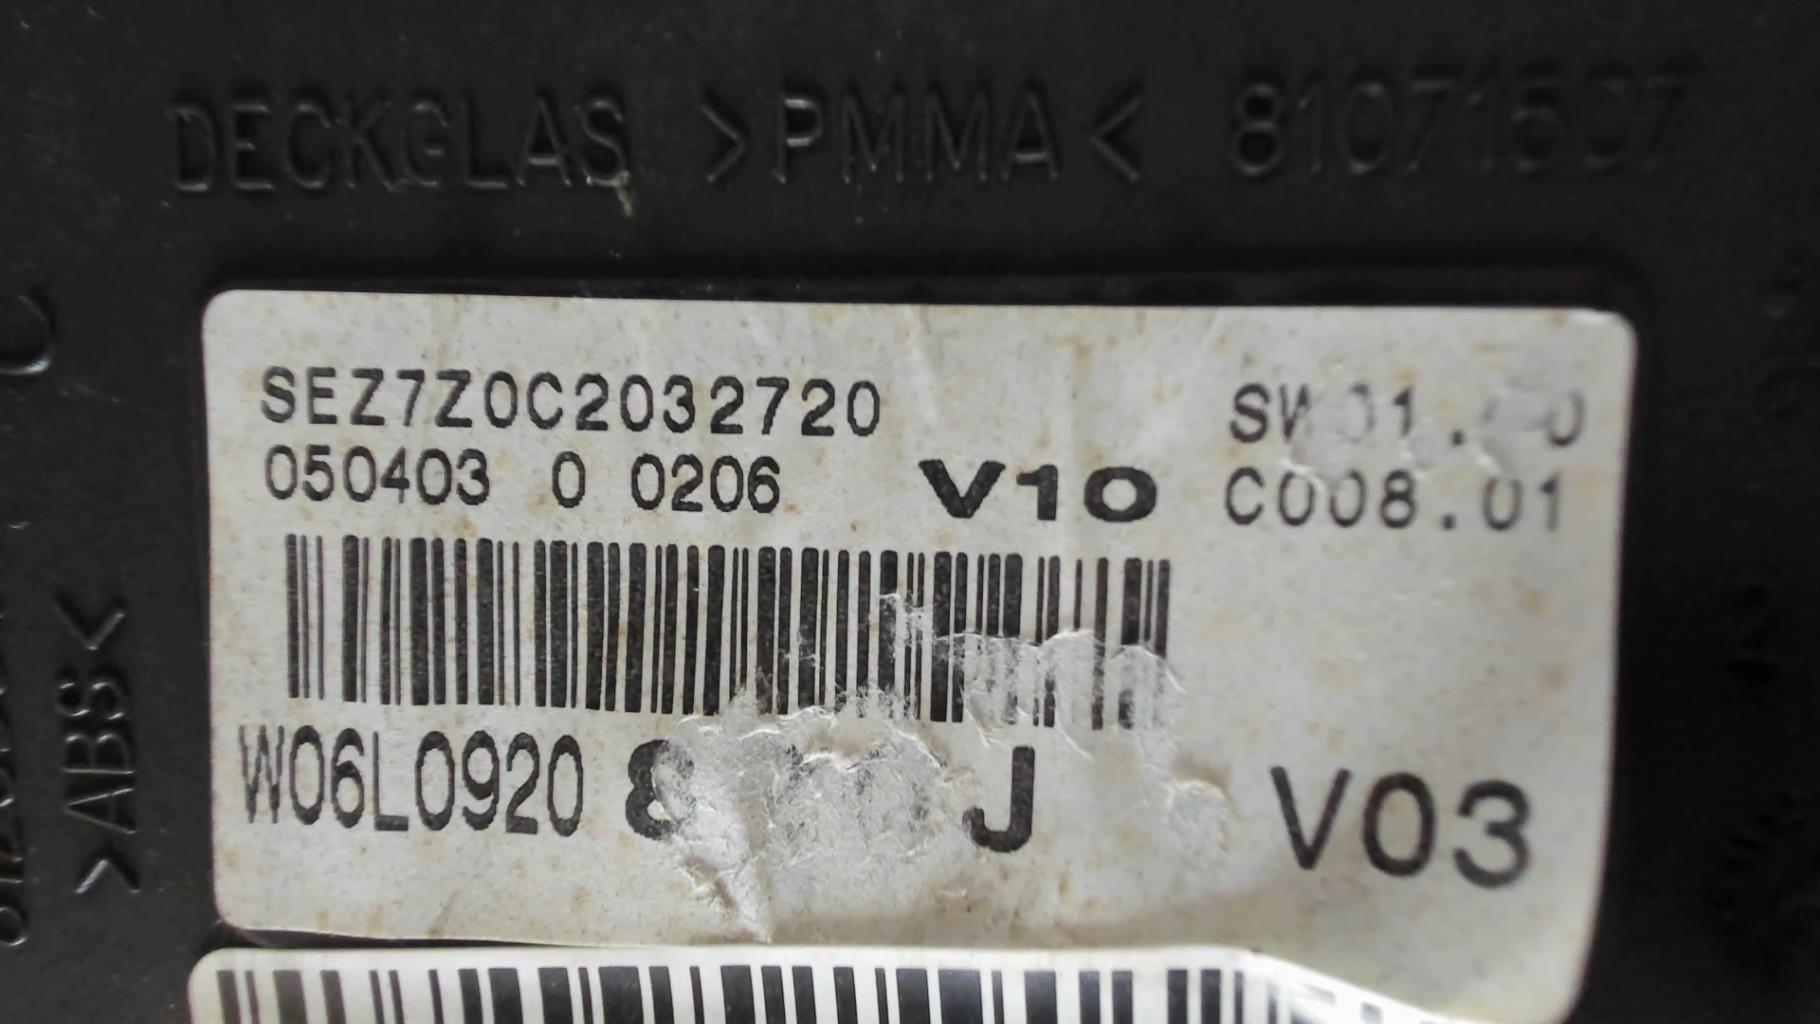 DECKGLAS >PMMA<
SEZ7Z0C2032720
050403 0 0206 V10 C008.01
W06L0920 J V03
>ABS<